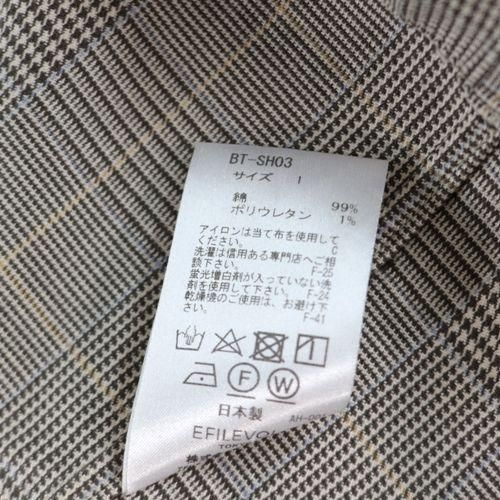 BT-SH03
サイズ 1
綿 99%
ポリウレタン 1%
アイロンは当て布を使用して
ください。 G
洗濯は信用ある専門店へご相
談下さい。 F-25
蛍光増白剤が入っていない洗
剤を使用して下さい。 F-24
乾燥機のご使用は、お避け下
さい。 F-41
F W
日本製